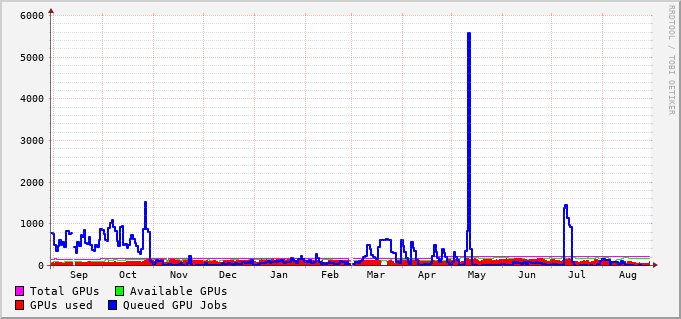 RRDTOOL / TOBI OETIKER
6000
5000
4000
3000
2000
1000
0
Sep Oct Nov Dec Jan Feb Mar Apr May Jun Jul Aug
Total GPUs Available GPUs
GPUs used Queued GPU Jobs